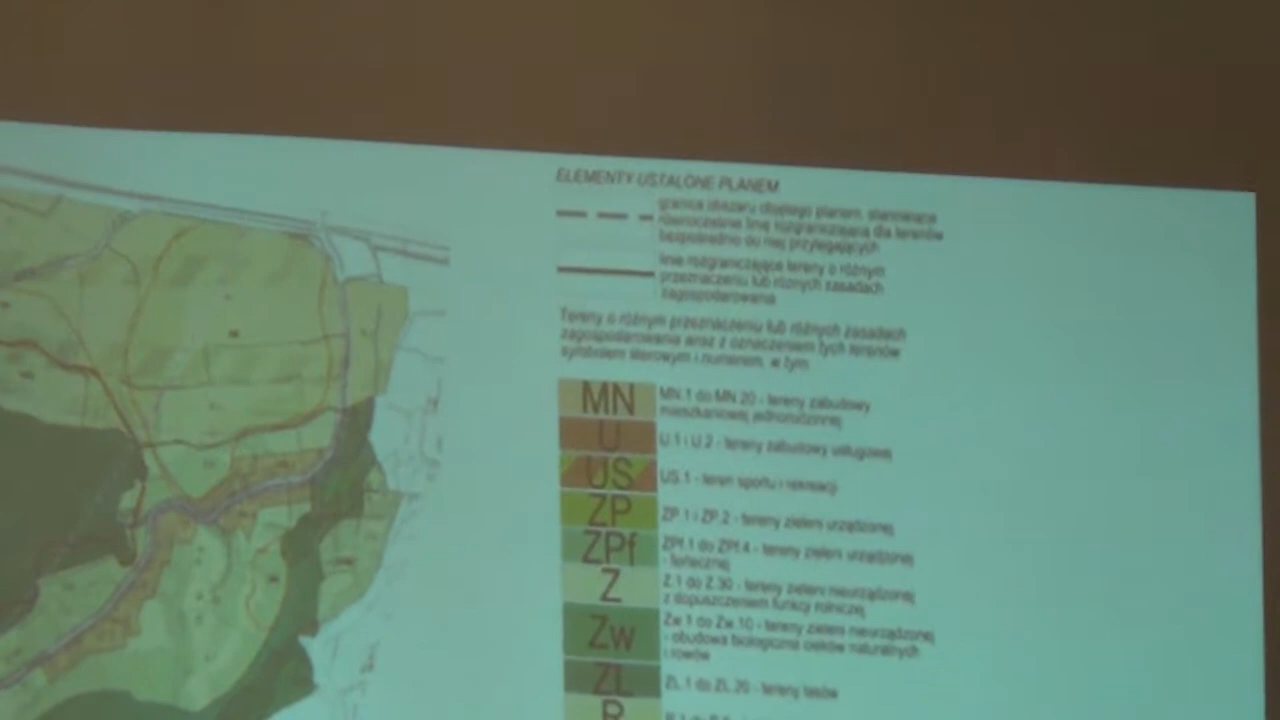 ELEMENTY USTALONE PLANEM
granica obszaru objętego planem, stanowiąca
równocześnie linię rozgraniczającą dla terenów
bezpośrednio do niej przylegających
linie rozgraniczające tereny o różnym
przeznaczeniu lub różnych zasadach
zagospodarowania
Tereny o różnym przeznaczeniu lub różnych zasadach
zagospodarowania wraz z oznaczeniem tych terenów
symbolem literowym i numerem, w tym
MN MN.1 do MN.20 - tereny zabudowy
mieszkaniowej jednorodzinnej
U U.1 i U.2 - tereny zabudowy usługowej
US US.1 - teren sportu i rekreacji
ZP ZP.1 i ZP.2 - tereny zieleni urządzonej
ZPf ZPf.1 do ZPf.4 - tereny zieleni urządzonej
- fortecznej
Z Z.1 do Z.30 - tereny zieleni nieurządzonej
z dopuszczeniem funkcji rolniczej
Zw Zw.1 do Zw.10 - tereny zieleni nieurządzonej
- obudowa biologiczna cieków naturalnych
i rowów
ZL ZL.1 do ZL.20 - tereny lasów
R